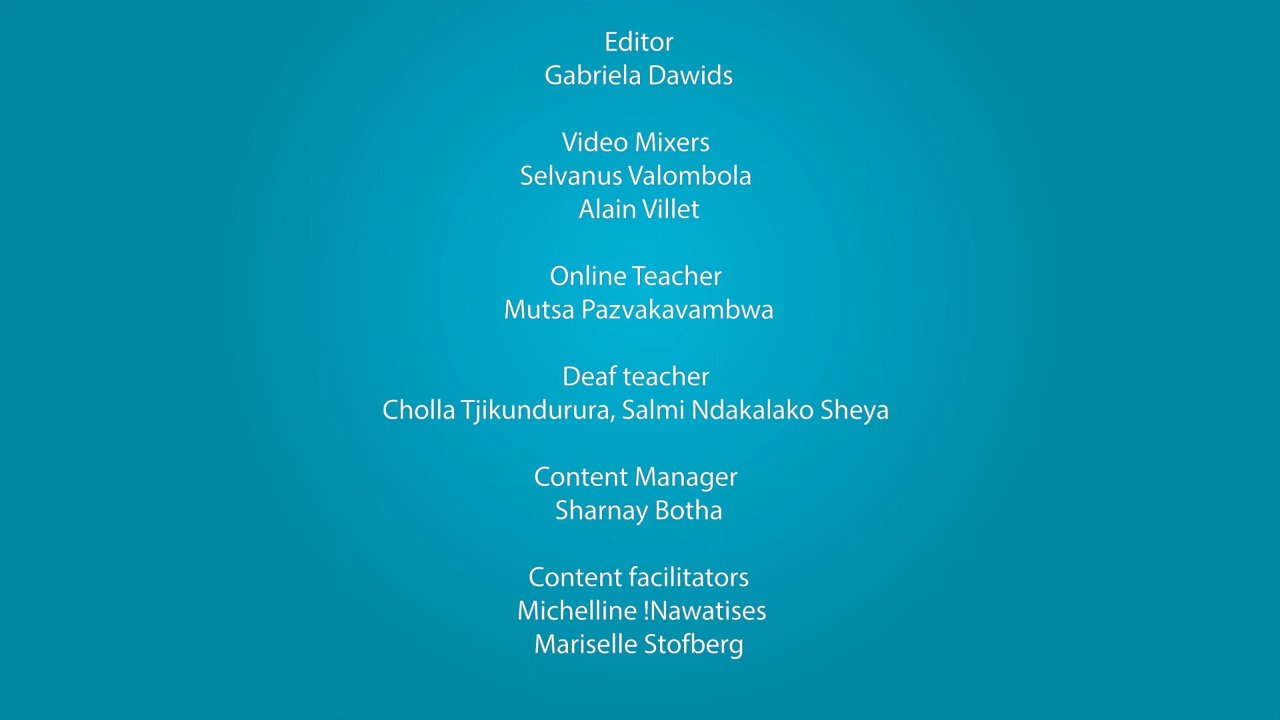 Editor
Gabriela Dawids
Video Mixers
Selvanus Valombola
Alain Villet
Online Teacher
Mutsa Pazvakavambwa
Deaf teacher
Cholla Tjikundurura, Salmi Ndakalako Sheya
Content Manager
Sharnay Botha
Content facilitators
Michelline !Nawatises
Mariselle Stofberg